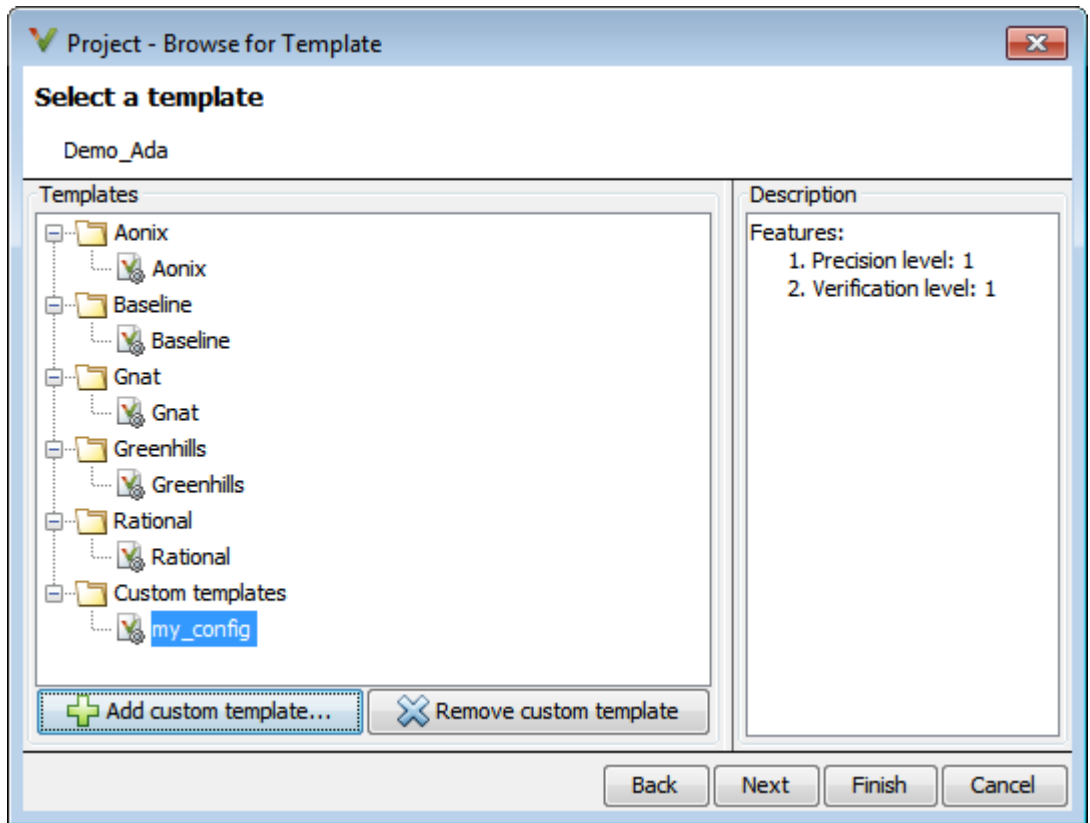 Project - Browse for Template
Select a template
Demo_Ada
Templates
Aonix
Aonix
Baseline
Baseline
Gnat
Gnat
Greenhills
Greenhills
Rational
Rational
Custom templates
my_config
Add custom template...
Remove custom template
Description
Features:
1. Precision level: 1
2. Verification level: 1
Back
Next
Finish
Cancel